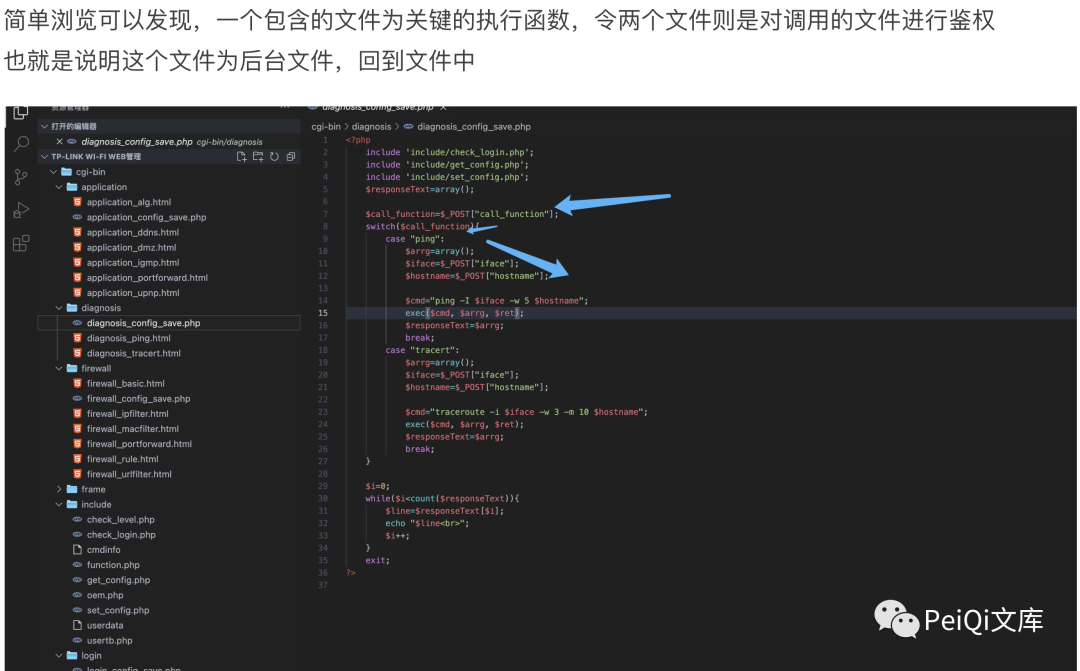 简单浏览可以发现，一个包含的文件为关键的执行函数，令两个文件则是对调用的文件进行鉴权
也就是说明这个文件为后台文件，回到文件中
资源管理器
打开的编辑器
diagnosis_config_save.php cgi-bin/diagnosis
TP-LINK WI-FI WEB管理
cgi-bin
application
application_alg.html
application_config_save.php
application_ddns.html
application_dmz.html
application_igmp.html
application_portforward.html
application_upnp.html
diagnosis
diagnosis_config_save.php
diagnosis_ping.html
diagnosis_tracert.html
firewall
firewall_basic.html
firewall_config_save.php
firewall_ipfilter.html
firewall_macfilter.html
firewall_portforward.html
firewall_rule.html
firewall_urlfilter.html
frame
include
check_level.php
check_login.php
cmdinfo
function.php
get_config.php
oem.php
set_config.php
userdata
usertb.php
login
login_config_save.php
diagnosis_config_save.php
cgi-bin > diagnosis > diagnosis_config_save.php
1 <?php
2 include 'include/check_login.php';
3 include 'include/get_config.php';
4 include 'include/set_config.php';
5 $responseText=array();
6
7 $call_function=$_POST["call_function"];
8 switch($call_function){
9 case "ping":
10 $arrg=array();
11 $iface=$_POST["iface"];
12 $hostname=$_POST["hostname"];
13
14 $cmd="ping -I $iface -w 5 $hostname";
15 exec($cmd, $arrg, $ret);
16 $responseText=$arrg;
17 break;
18 case "tracert":
19 $arrg=array();
20 $iface=$_POST["iface"];
21 $hostname=$_POST["hostname"];
22
23 $cmd="traceroute -i $iface -w 3 -m 10 $hostname";
24 exec($cmd, $arrg, $ret);
25 $responseText=$arrg;
26 break;
27 }
28
29 $i=0;
30 while($i<count($responseText)){
31 $line=$responseText[$i];
32 echo "$line<br>";
33 $i++;
34 }
35 exit;
36 ?>
37
PeiQi文库